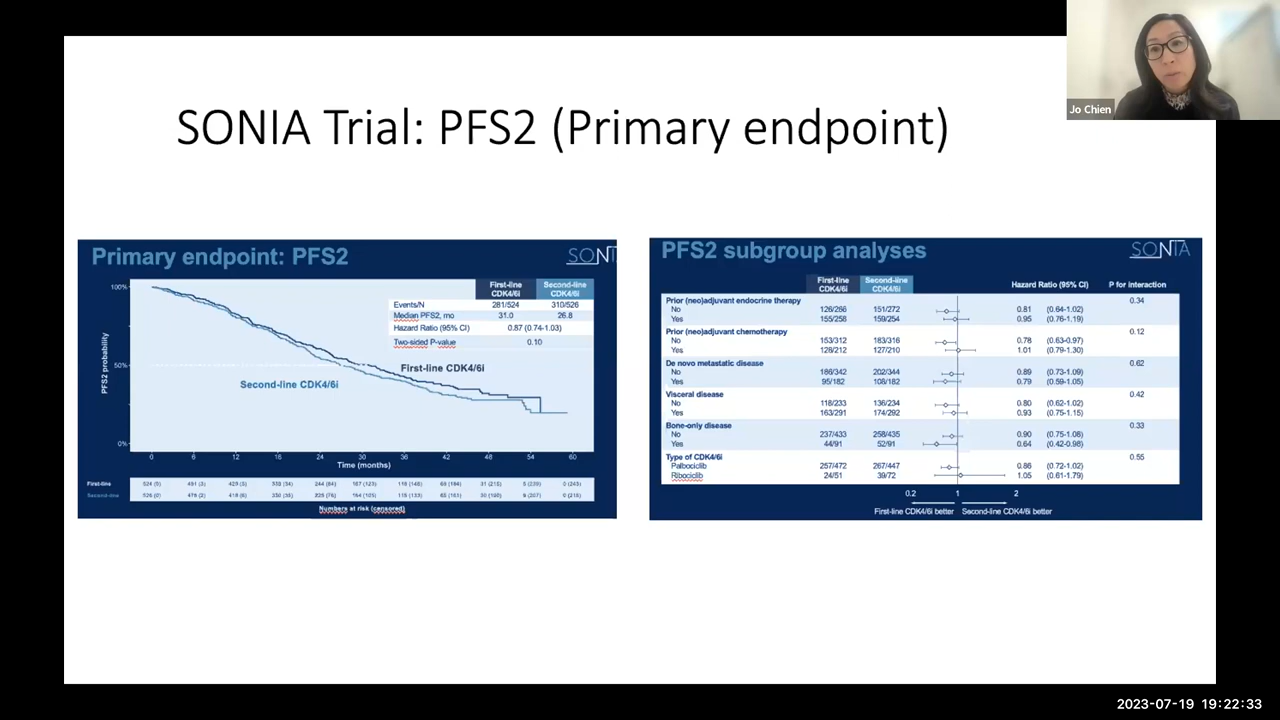 Jo Chien
SONIA Trial: PFS2 (Primary endpoint)
Primary endpoint: PFS2
SONIA
First-line CDK4/6i
Second-line CDK4/6i
Events/N 281/524 310/526
Median PFS2, mo 31.0 26.8
Hazard Ratio (95% CI) 0.87 (0.74-1.03)
Two-sided P-value 0.10
100%
50%
0%
PFS2 probability
First-line CDK4/6i
Second-line CDK4/6i
0 6 12 18 24 30 36 42 48 54 60
Time (months)
First-line
Second-line
Numbers at risk (censored)
PFS2 subgroup analyses
SONIA
First-line CDK4/6i
Second-line CDK4/6i
Hazard Ratio (95% CI)
P for interaction
Prior (neo)adjuvant endocrine therapy 0.34
No 126/266 151/272 0.81 (0.64-1.02)
Yes 155/258 159/254 0.95 (0.76-1.19)
Prior (neo)adjuvant chemotherapy 0.12
No 153/312 183/316 0.78 (0.63-0.97)
Yes 128/212 127/210 1.01 (0.79-1.30)
De novo metastatic disease 0.62
No 186/342 202/344 0.89 (0.73-1.09)
Yes 95/182 108/182 0.79 (0.59-1.05)
Visceral disease 0.42
No 118/233 136/234 0.80 (0.62-1.02)
Yes 163/291 174/292 0.93 (0.75-1.15)
Bone-only disease 0.33
No 237/433 258/435 0.90 (0.75-1.08)
Yes 44/91 52/91 0.64 (0.42-0.98)
Type of CDK4/6i 0.55
Palbociclib 257/472 267/447 0.86 (0.72-1.02)
Ribociclib 24/51 39/72 1.05 (0.61-1.79)
0.2 1 2
First-line CDK4/6i better Second-line CDK4/6i better
2023-07-19 19:22:33